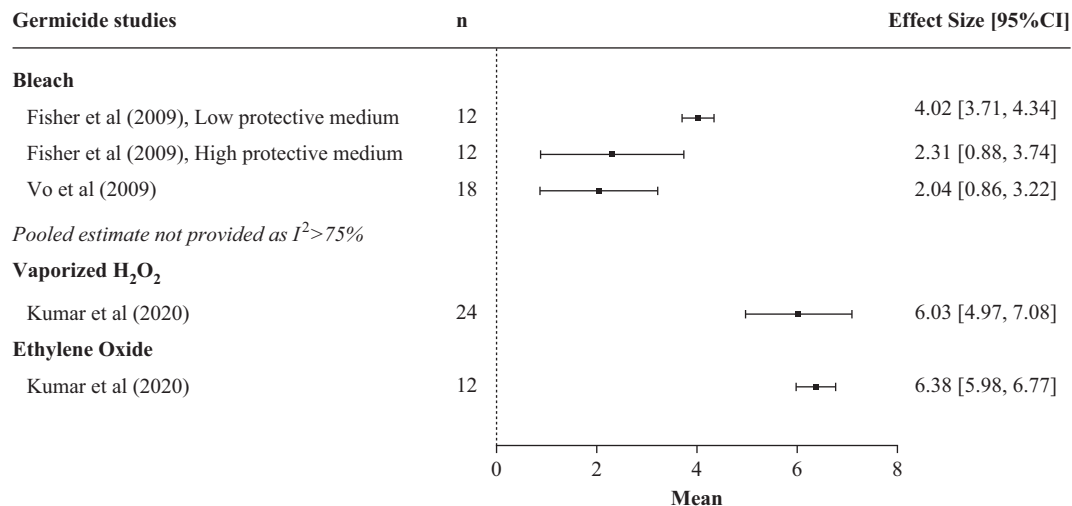 Germicide studies n Effect Size [95%CI]
Bleach
Fisher et al (2009), Low protective medium 12 4.02 [3.71, 4.34]
Fisher et al (2009), High protective medium 12 2.31 [0.88, 3.74]
Vo et al (2009) 18 2.04 [0.86, 3.22]
Pooled estimate not provided as I²>75%
Vaporized H₂O₂
Kumar et al (2020) 24 6.03 [4.97, 7.08]
Ethylene Oxide
Kumar et al (2020) 12 6.38 [5.98, 6.77]
0 2 4 6 8
Mean